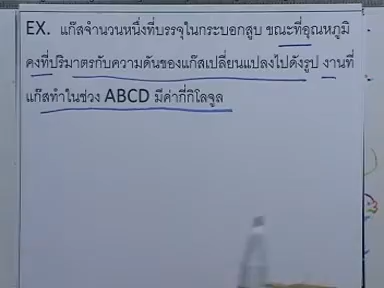 EX. แก๊สจำนวนหนึ่งที่บรรจุในกระบอกสูบ ขณะที่อุณหภูมิ
คงที่ปริมาตรกับความดันของแก๊สเปลี่ยนแปลงไปดังรูป งานที่
แก๊สทำในช่วง ABCD มีค่ากี่กิโลจูล